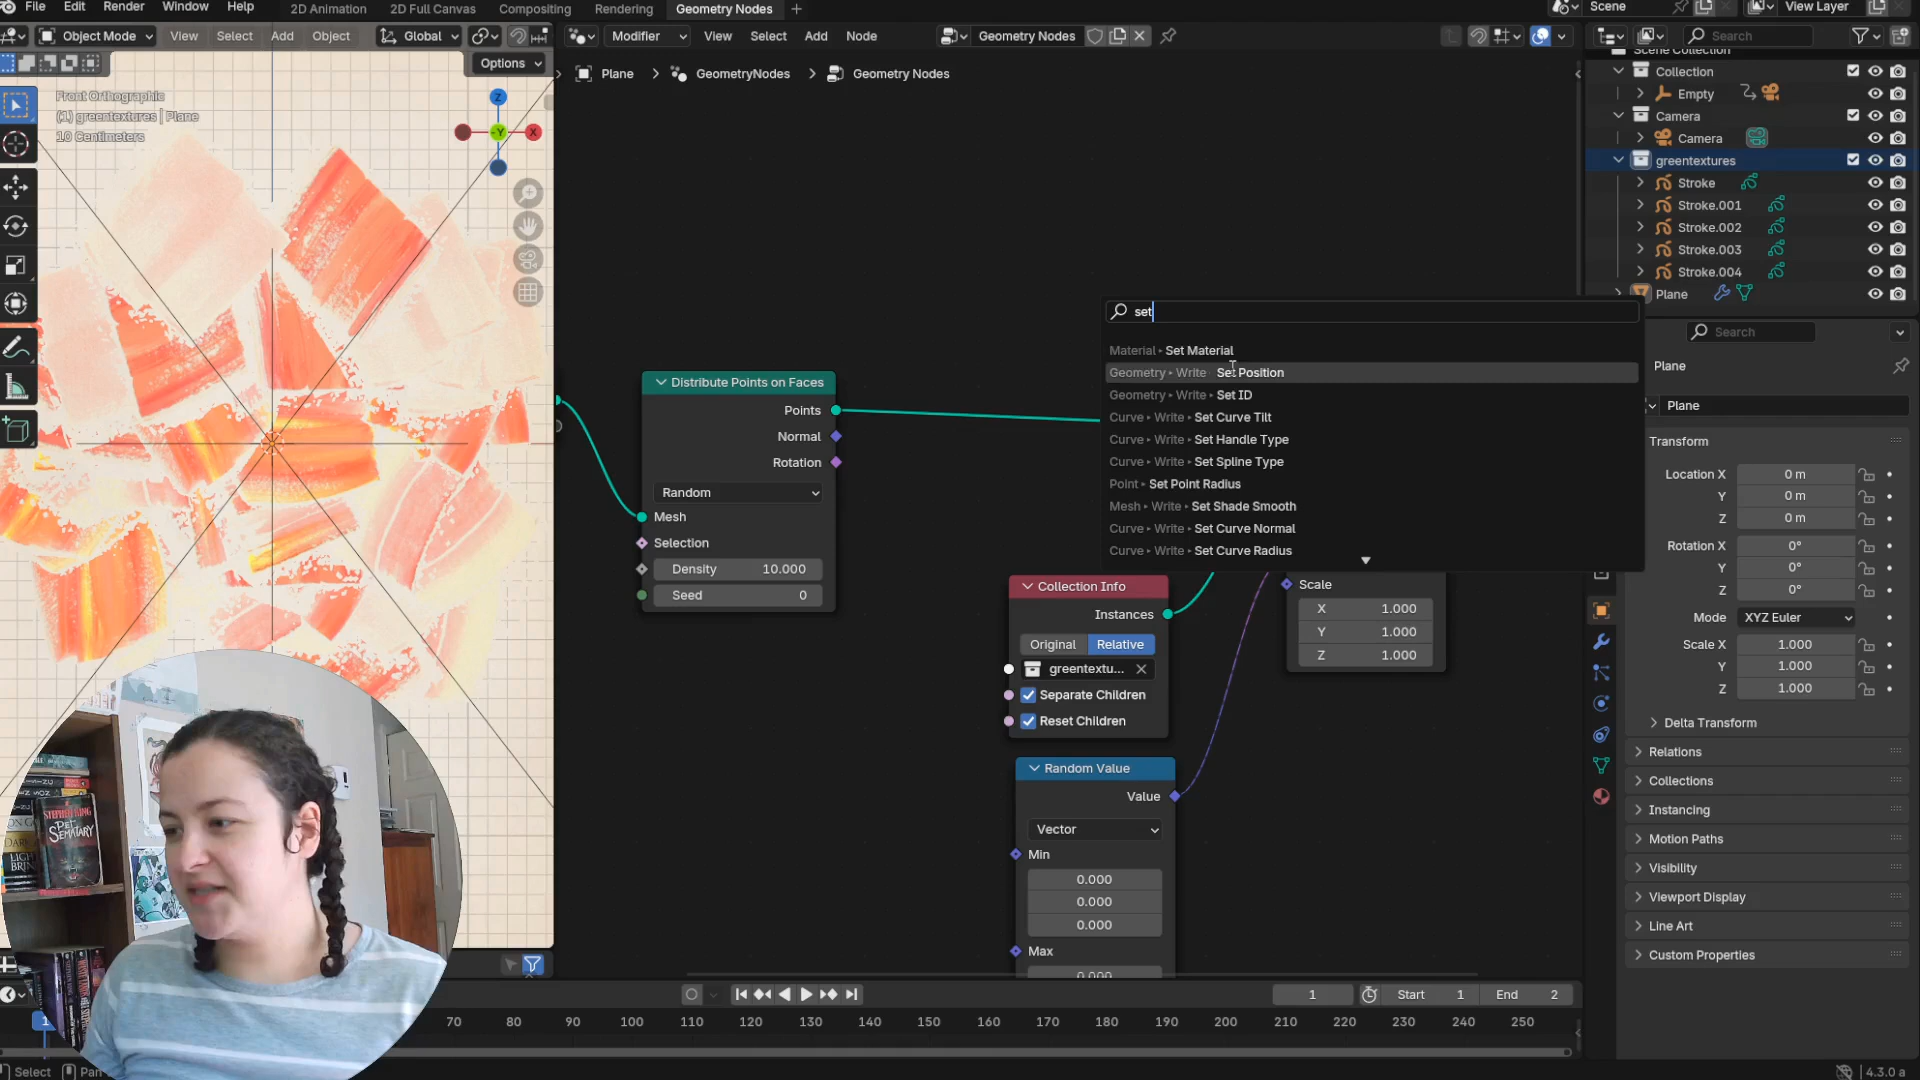 File Edit Render Window Help 2D Animation 2D Full Canvas Compositing Rendering Geometry Nodes +
Scene
View Layer
Object Mode View Select Add Object Global
Options
Front Orthographic
(1) greentextures | Plane
10 Centimeters
Z
-Y
X
Modifier View Select Add Node Geometry Nodes
Plane > GeometryNodes > Geometry Nodes
set
Material ▸ Set Material
Geometry ▸ Write ▸ Set Position
Geometry ▸ Write ▸ Set ID
Curve ▸ Write ▸ Set Curve Tilt
Curve ▸ Write ▸ Set Handle Type
Curve ▸ Write ▸ Set Spline Type
Point ▸ Set Point Radius
Mesh ▸ Write ▸ Set Shade Smooth
Curve ▸ Write ▸ Set Curve Normal
Curve ▸ Write ▸ Set Curve Radius
Distribute Points on Faces
Points
Normal
Rotation
Random
Mesh
Selection
Density 10.000
Seed 0
Collection Info
Instances
Original Relative
greentextu...
Separate Children
Reset Children
Random Value
Value
Vector
Min
0.000
0.000
0.000
Max
0.000
Scale
X 1.000
Y 1.000
Z 1.000
Search
Scene Collection
Collection
Empty
Camera
Camera
greentextures
Stroke
Stroke.001
Stroke.002
Stroke.003
Stroke.004
Plane
Search
Plane
Plane
Transform
Location X 0 m
Y 0 m
Z 0 m
Rotation X 0°
Y 0°
Z 0°
Mode XYZ Euler
Scale X 1.000
Y 1.000
Z 1.000
Delta Transform
Relations
Collections
Instancing
Motion Paths
Visibility
Viewport Display
Line Art
Custom Properties
STEPHEN KING
PET SEMATARY
1 Start 1 End 2
1 70 80 90 100 110 120 130 140 150 160 170 180 190 200 210 220 230 240 250
Select Pan
4.3.0 a